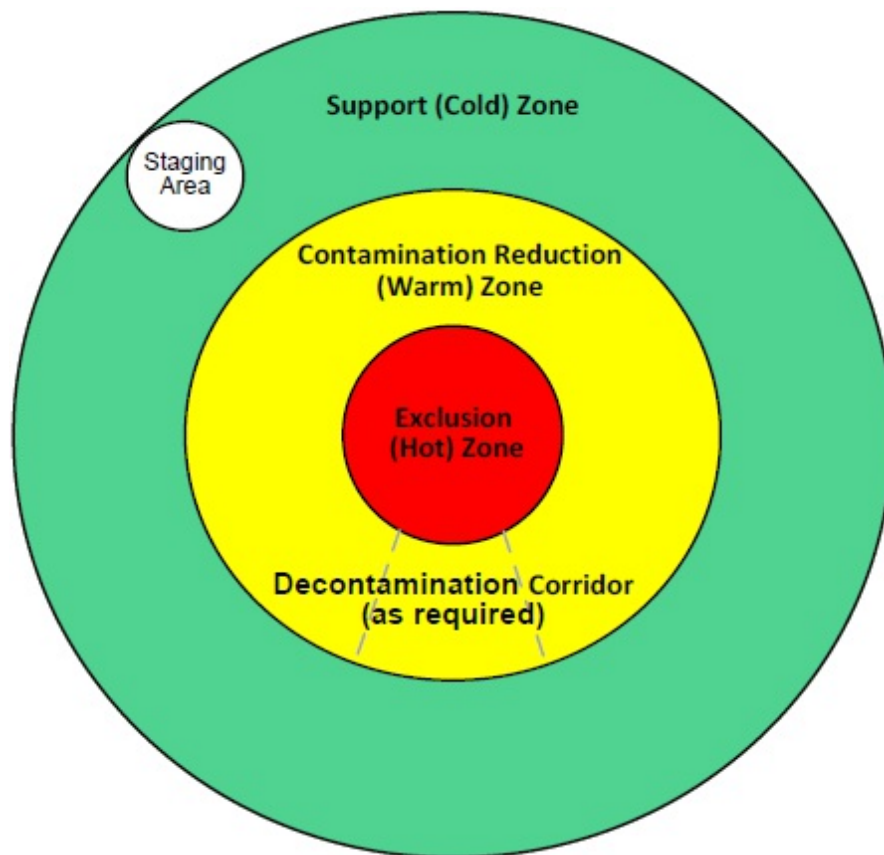 Support (Cold) Zone
Staging
Area
Contamination Reduction
(Warm) Zone
Exclusion
(Hot) Zone
Decontamination Corridor
(as required)